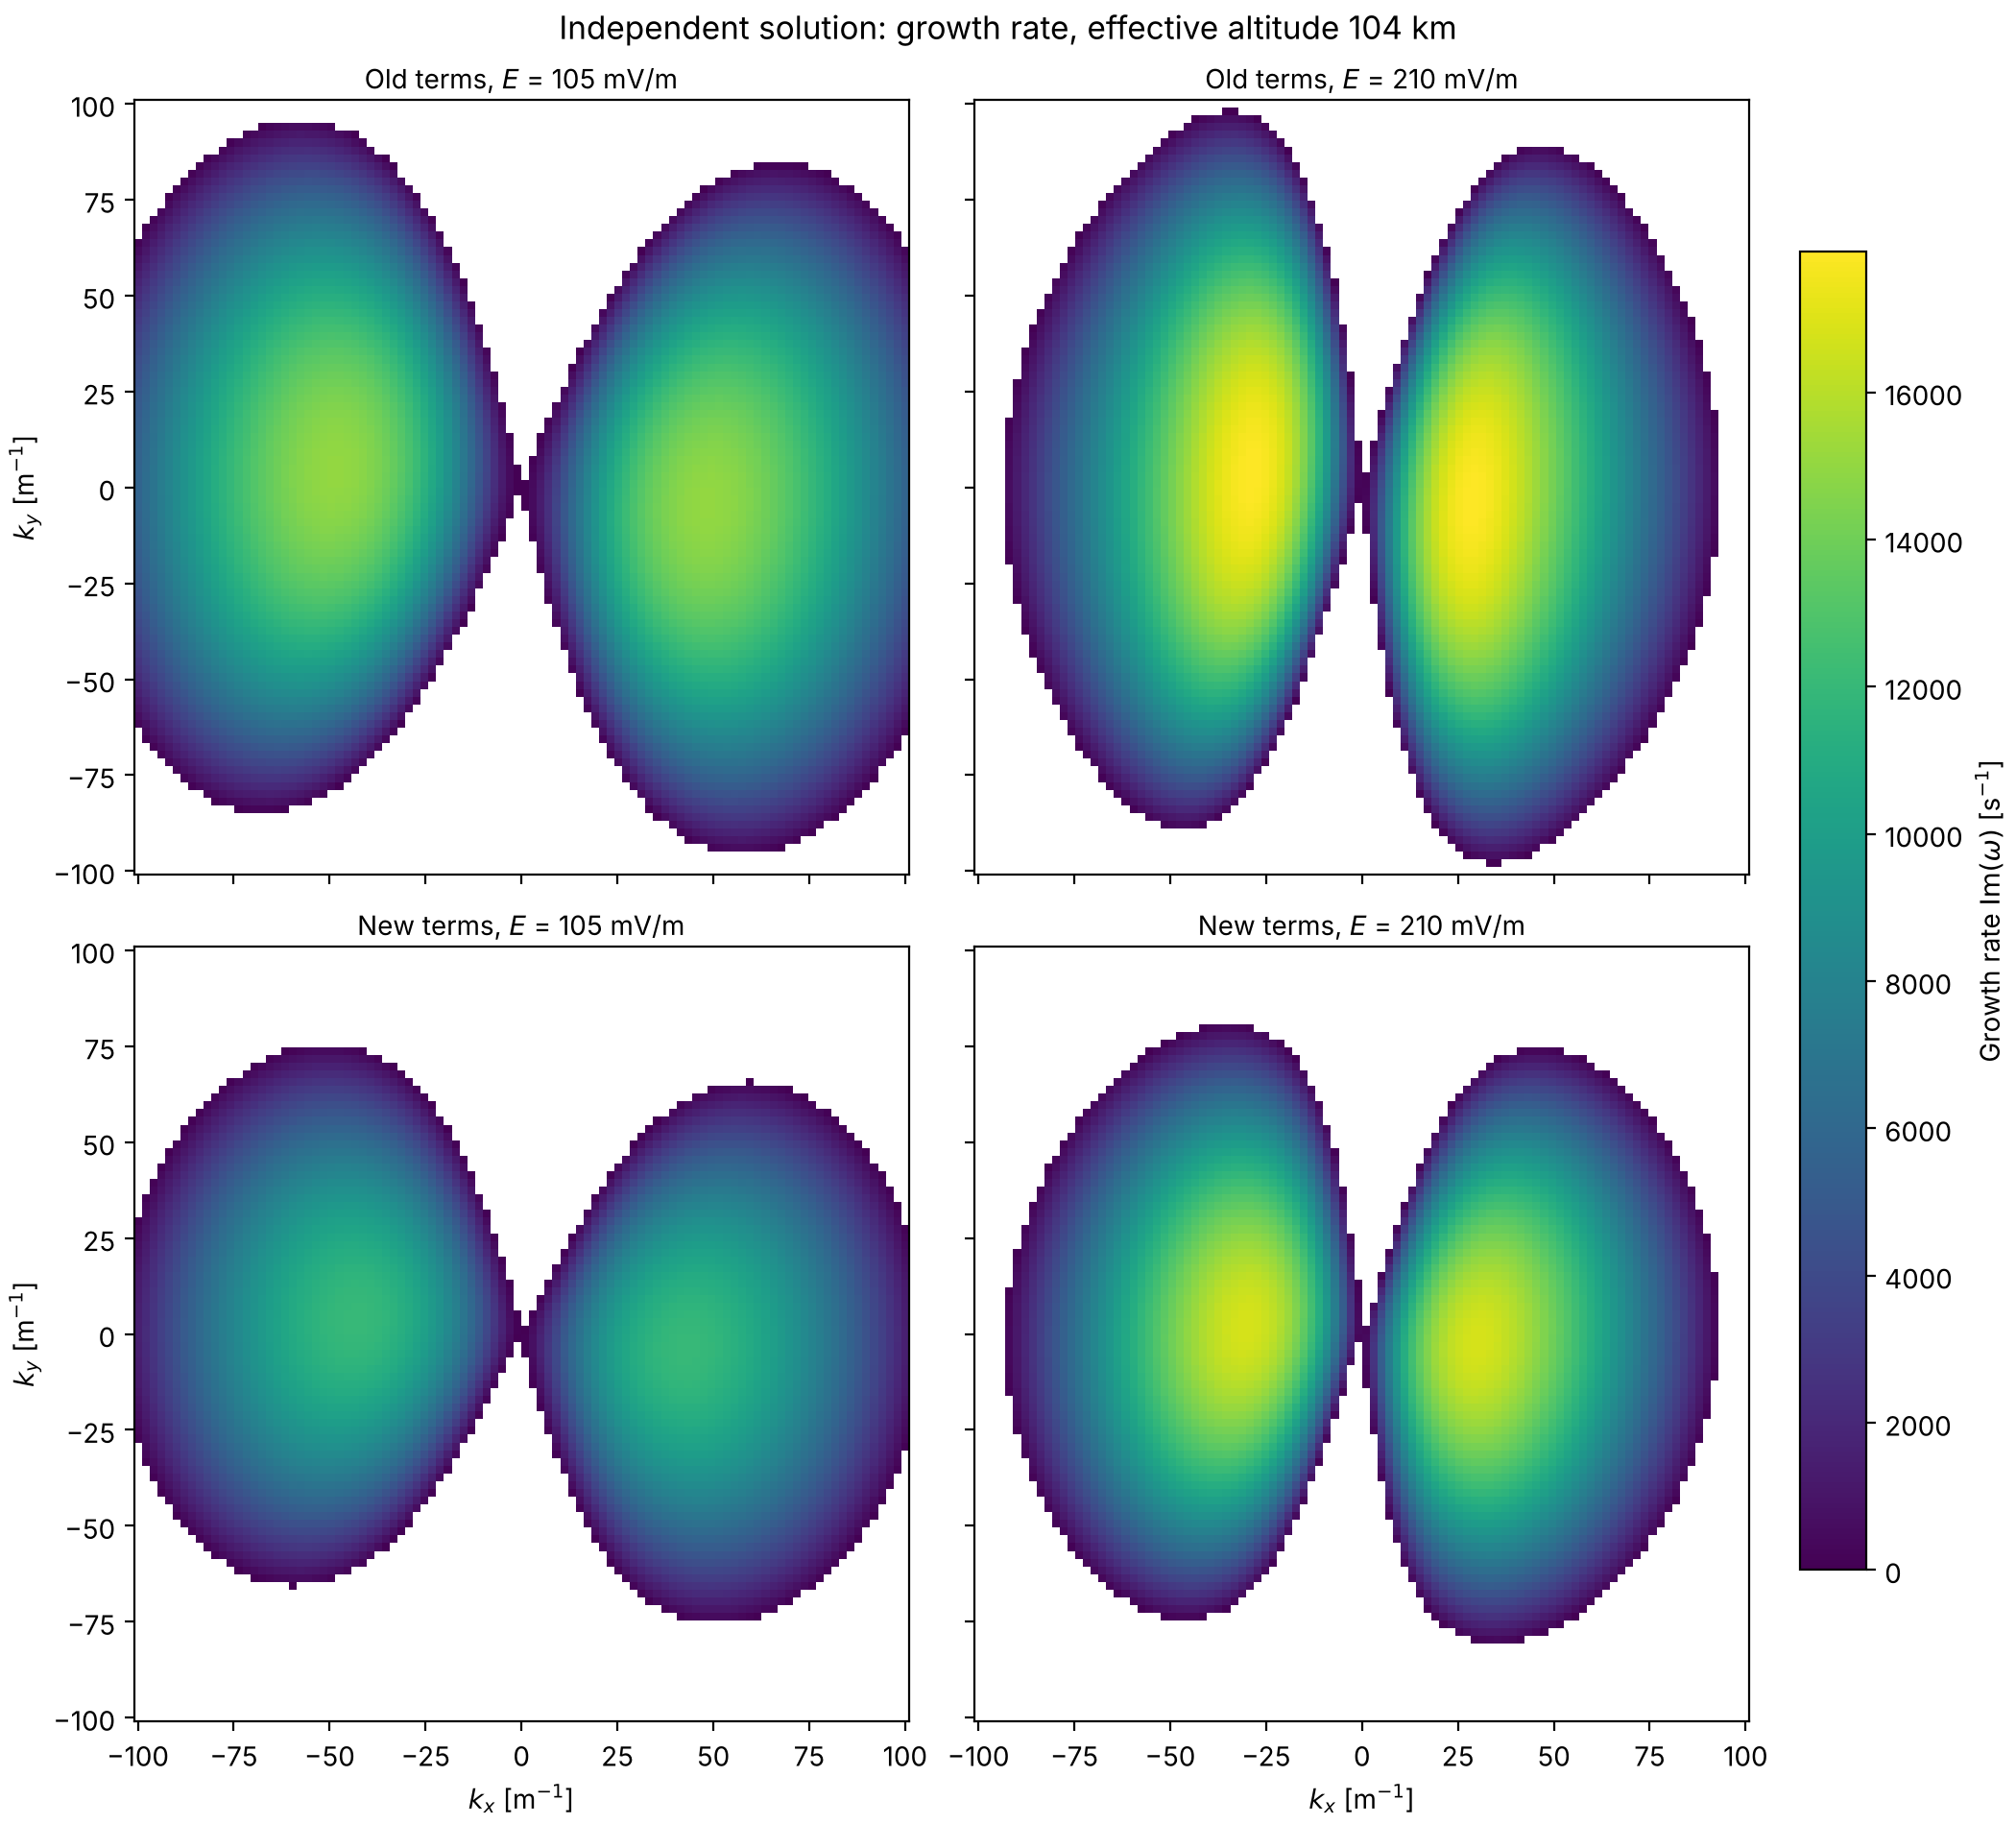 Independent solution: growth rate, effective altitude 104 km
Old terms, E = 105 mV/m
Old terms, E = 210 mV/m
100
75
50
25
0
−25
−50
−75
−100
k_y [m⁻¹]
New terms, E = 105 mV/m
New terms, E = 210 mV/m
100
75
50
25
0
−25
−50
−75
−100
k_y [m⁻¹]
−100 −75 −50 −25 0 25 50 75 100
k_x [m⁻¹]
−100 −75 −50 −25 0 25 50 75 100
k_x [m⁻¹]
16000
14000
12000
10000
8000
6000
4000
2000
0
Growth rate Im(ω) [s⁻¹]